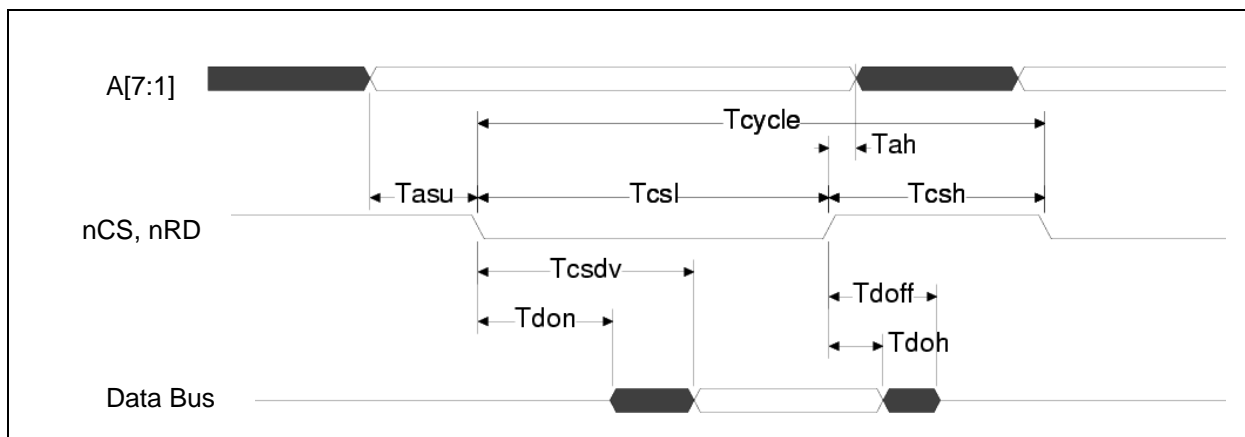 A[7:1]
Tcycle
Tah
Tasu
Tcsl
Tcsh
nCS, nRD
Tcsdv
Tdoff
Tdon
Tdoh
Data Bus